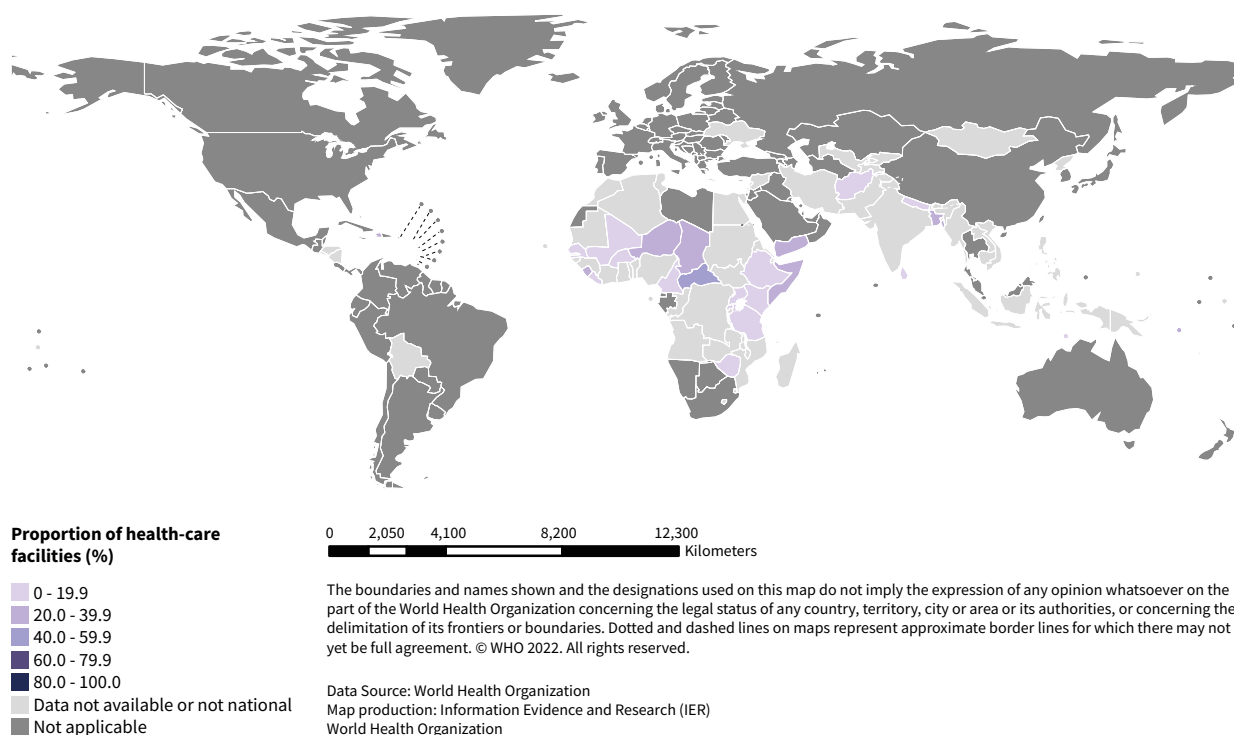 Proportion of health-care
facilities (%)
0 - 19.9
20.0 - 39.9
40.0 - 59.9
60.0 - 79.9
80.0 - 100.0
Data not available or not national
Not applicable
0 2,050 4,100 8,200 12,300
Kilometers
The boundaries and names shown and the designations used on this map do not imply the expression of any opinion whatsoever on the
part of the World Health Organization concerning the legal status of any country, territory, city or area or its authorities, or concerning the
delimitation of its frontiers or boundaries. Dotted and dashed lines on maps represent approximate border lines for which there may not
yet be full agreement. © WHO 2022. All rights reserved.
Data Source: World Health Organization
Map production: Information Evidence and Research (IER)
World Health Organization